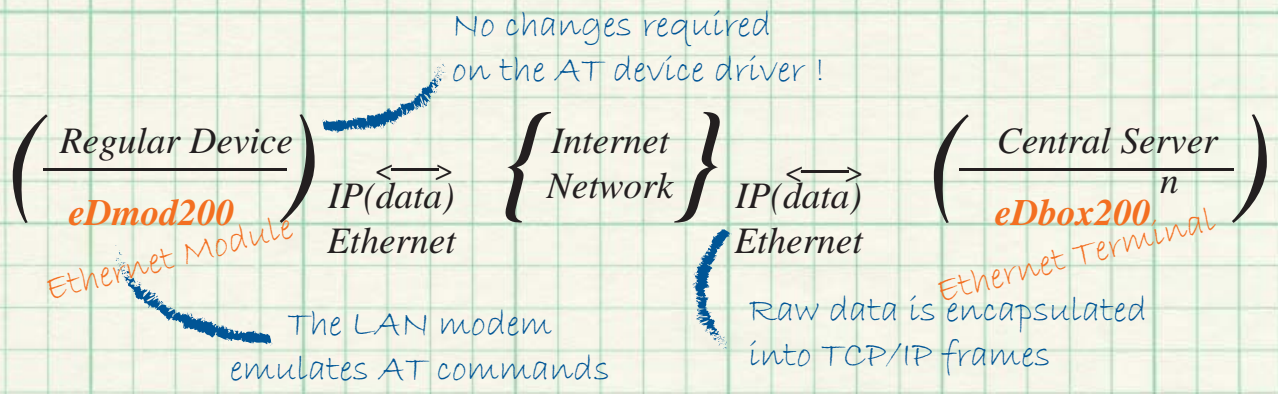 No changes required
on the AT device driver !
Regular Device
eDmod200
Ethernet Module
IP(data)
Ethernet
Internet
Network
IP(data)
Ethernet
Central Server
n
eDbox200
Ethernet Terminal
The LAN modem
emulates AT commands
Raw data is encapsulated
into TCP/IP frames